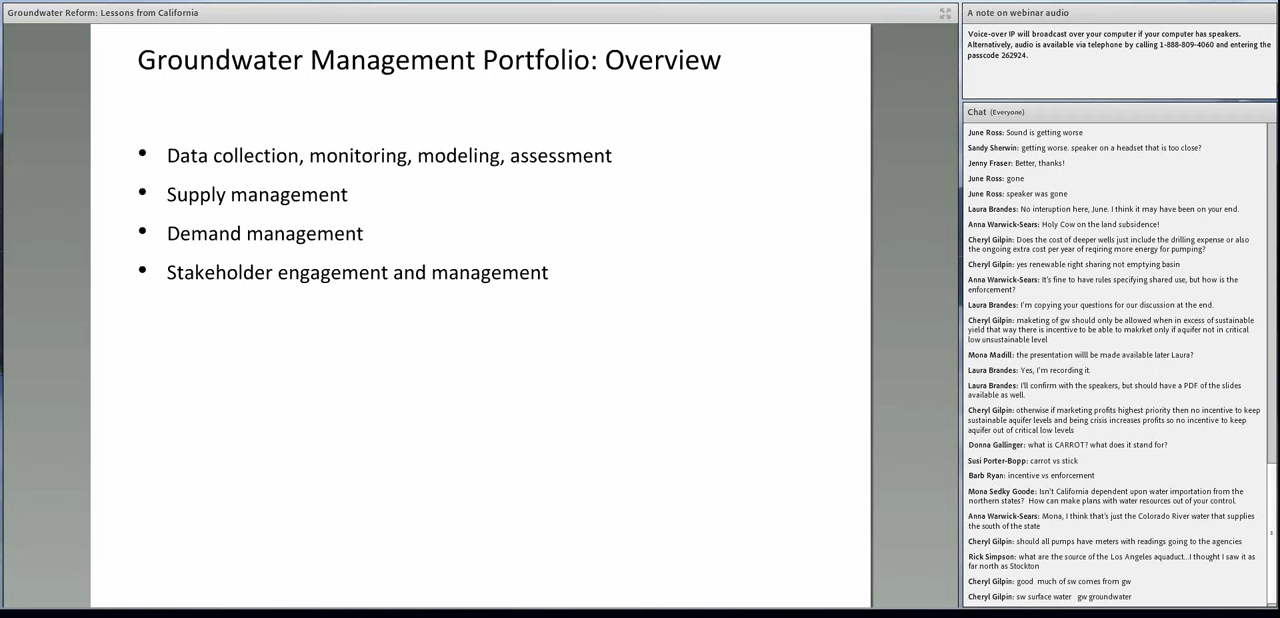 Groundwater Reform: Lessons from California
Groundwater Management Portfolio: Overview
• Data collection, monitoring, modeling, assessment
• Supply management
• Demand management
• Stakeholder engagement and management
A note on webinar audio
Voice-over IP will broadcast over your computer if your computer has speakers.
Alternatively, audio is available via telephone by calling 1-888-809-4060 and entering the
passcode 262924.
Chat (Everyone)
June Ross: Sound is getting worse
Sandy Sherwin: getting worse. speaker on a headset that is too close?
Jenny Fraser: Better, thanks!
June Ross: gone
June Ross: speaker was gone
Laura Brandes: No interuption here, June. I think it may have been on your end.
Anna Warwick-Sears: Holy Cow on the land subsidence!
Cheryl Gilpin: Does the cost of deeper wells just include the drilling expense or also
the ongoing extra cost per year of reqiring more energy for pumping?
Cheryl Gilpin: yes renewable right sharing not emptying basin
Anna Warwick-Sears: It's fine to have rules specifying shared use, but how is the
enforcement?
Laura Brandes: I'm copying your questions for our discussion at the end.
Cheryl Gilpin: maketing of gw should only be allowed when in excess of sustainable
yield that way there is incentive to be able to makrket only if aquifer not in critical
low unsustainable level
Mona Madill: the presentation willl be made available later Laura?
Laura Brandes: Yes, I'm recording it.
Laura Brandes: I'll confirm with the speakers, but should have a PDF of the slides
available as well.
Cheryl Gilpin: otherwise if marketing profits highest priority then no incentive to keep
sustainable aquifer levels and being crisis increases profits so no incentive to keep
aquifer out of critical low levels
Donna Gallinger: what is CARROT? what does it stand for?
Susi Porter-Bopp: carrot vs stick
Barb Ryan: incentive vs enforcement
Mona Sedky Goode: Isn't California dependent upon water importation from the
northern states? How can make plans with water resources out of your control.
Anna Warwick-Sears: Mona, I think that's just the Colorado River water that supplies
the south of the state
Cheryl Gilpin: should all pumps have meters with readings going to the agencies
Rick Simpson: what are the source of the Los Angeles aquaduct...I thought I saw it as
far north as Stockton
Cheryl Gilpin: good much of sw comes from gw
Cheryl Gilpin: sw surface water gw groundwater